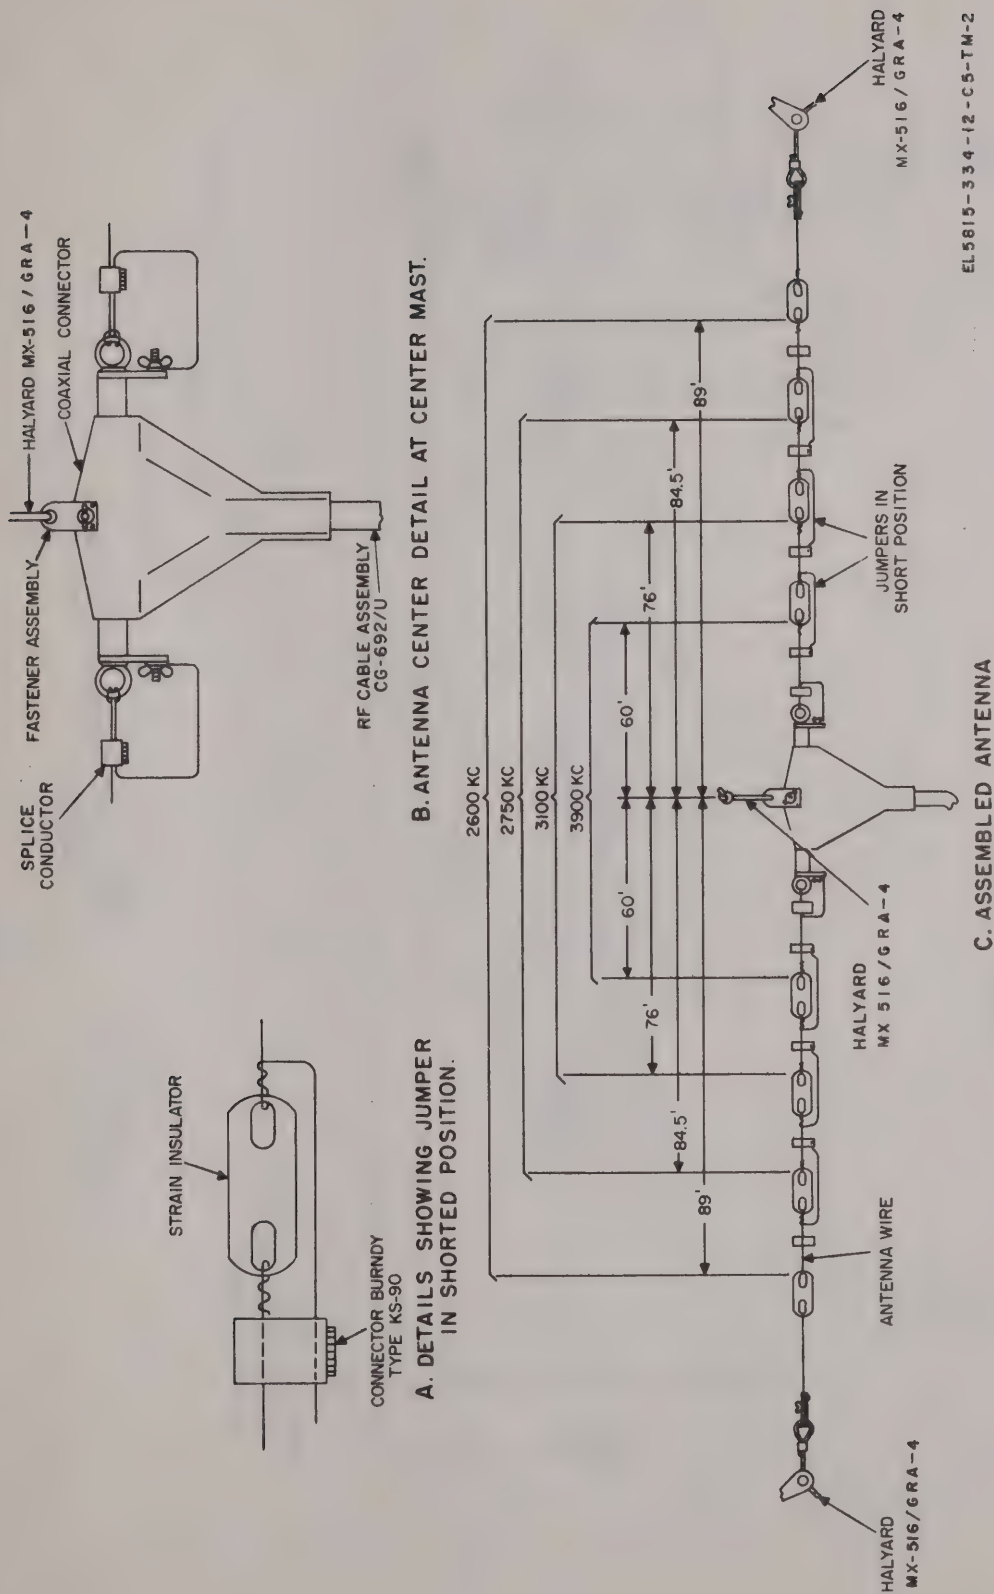 STRAIN INSULATOR
CONNECTOR BURNDY
TYPE KS-90
A. DETAILS SHOWING JUMPER
IN SHORTED POSITION.
SPLICE
CONDUCTOR
FASTENER ASSEMBLY
HALYARD MX-516/GRA-4
COAXIAL CONNECTOR
RF CABLE ASSEMBLY
CG-692/U
B. ANTENNA CENTER DETAIL AT CENTER MAST.
2600 KC
2750 KC
3100 KC
3900 KC
60'
60'
76'
76'
84.5'
84.5'
89'
89'
HALYARD
MX-516/GRA-4
ANTENNA WIRE
HALYARD
MX 516/GRA-4
JUMPERS IN
SHORT POSITION
HALYARD
MX-516/GRA-4
C. ASSEMBLED ANTENNA
EL5815-334-12-C5-TM-2